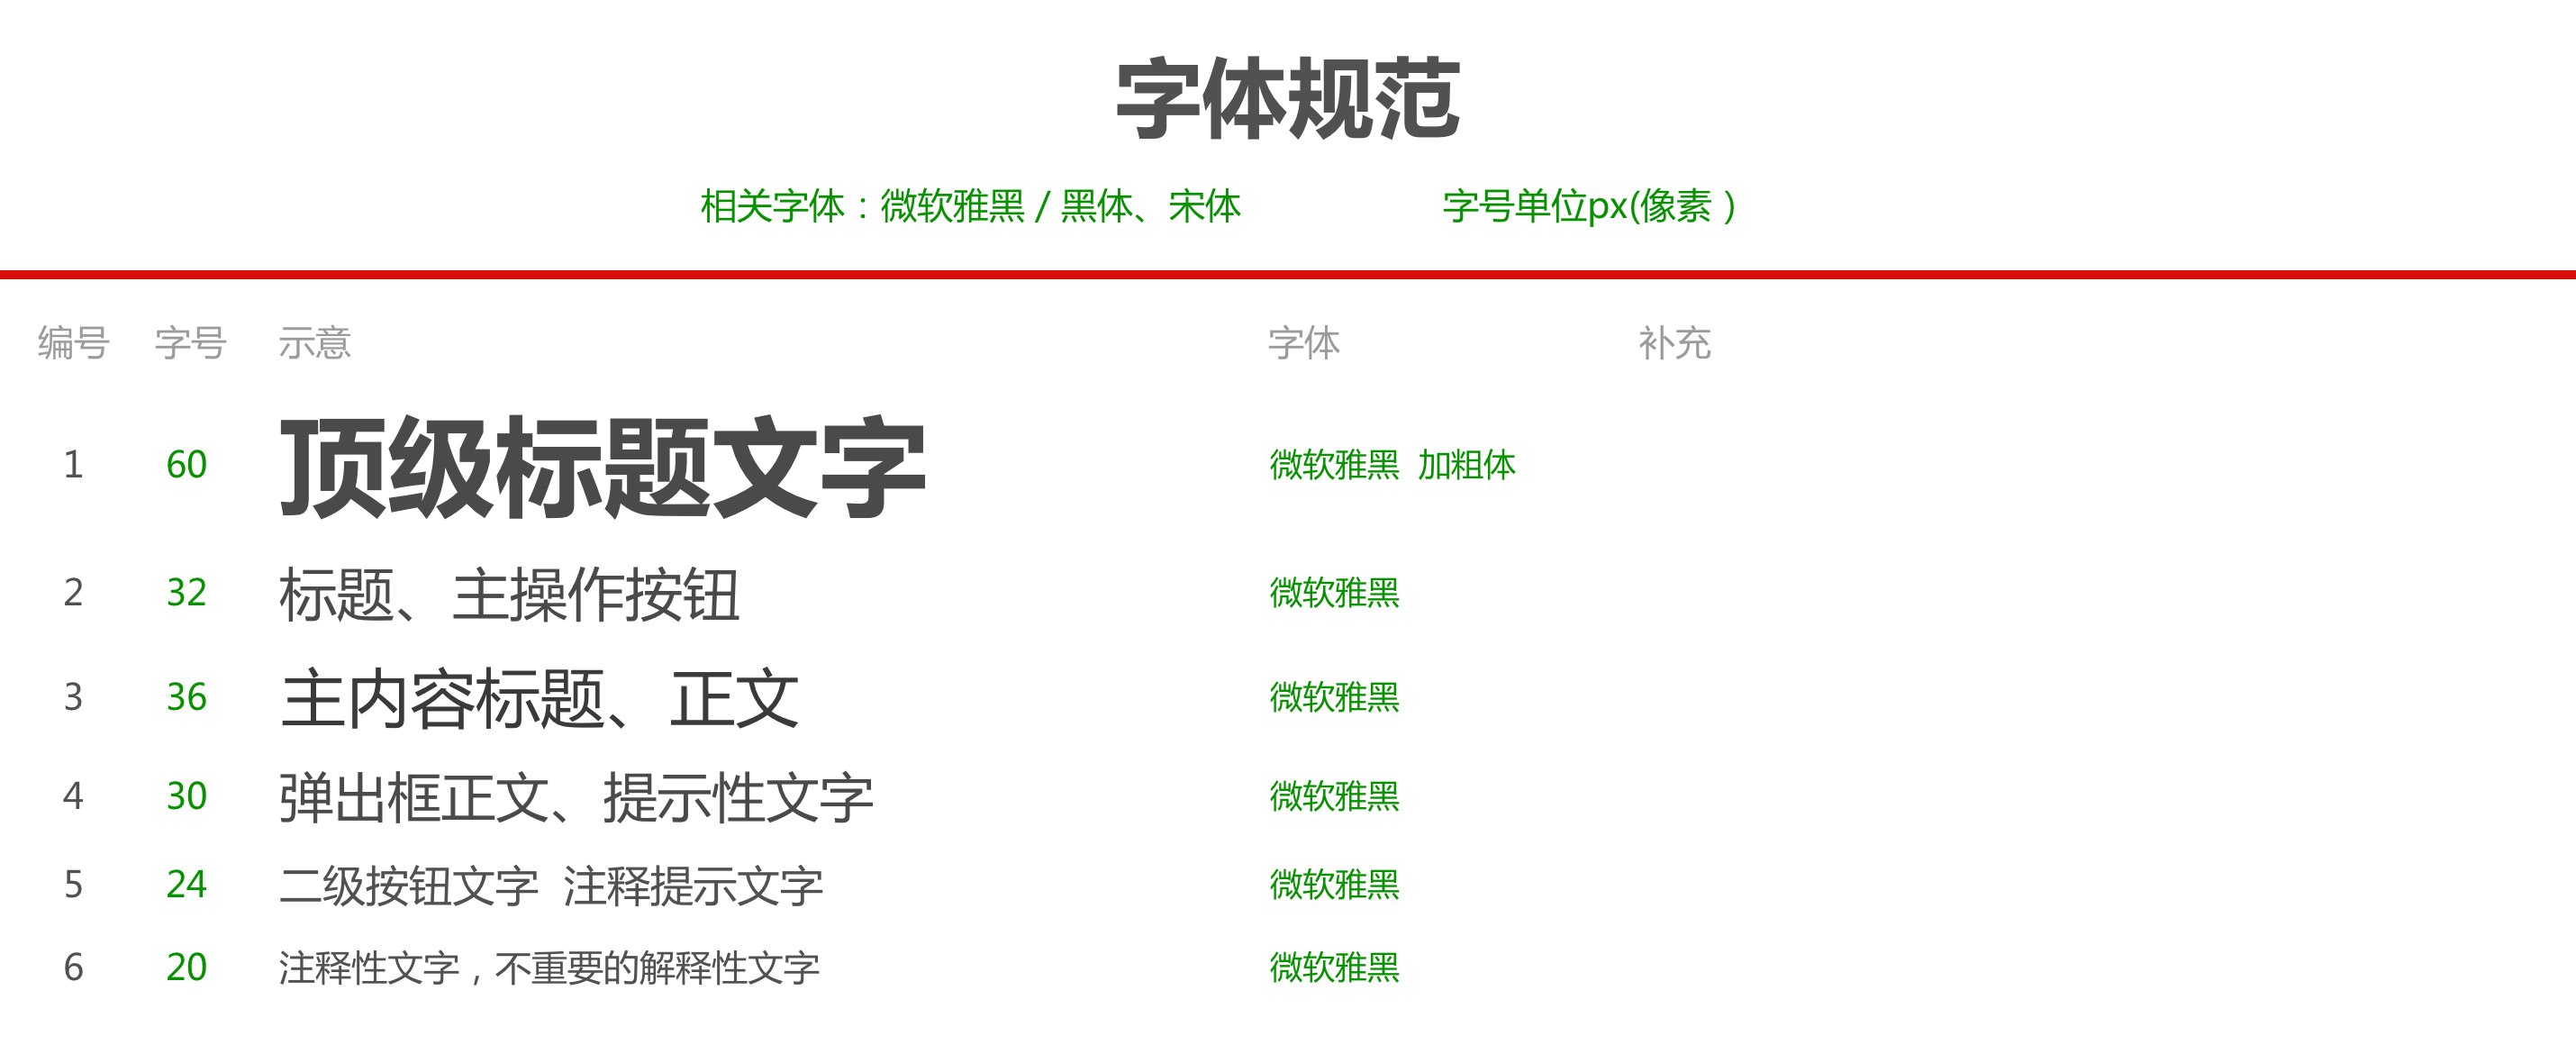 字体规范
相关字体：微软雅黑 / 黑体、宋体 字号单位px(像素）
编号 字号 示意 字体 补充
1 60 顶级标题文字 微软雅黑 加粗体
2 32 标题、主操作按钮 微软雅黑
3 36 主内容标题、正文 微软雅黑
4 30 弹出框正文、提示性文字 微软雅黑
5 24 二级按钮文字 注释提示文字 微软雅黑
6 20 注释性文字，不重要的解释性文字 微软雅黑